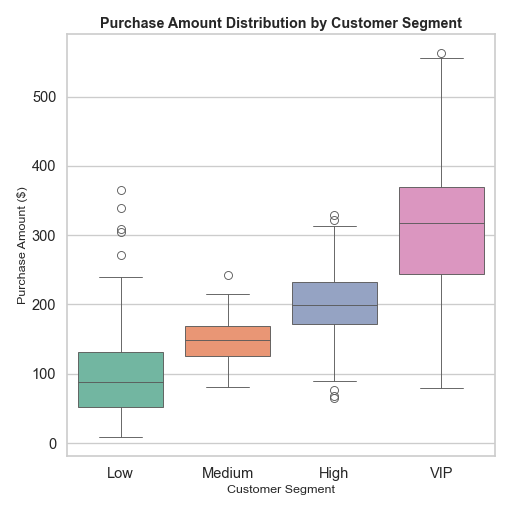 Purchase Amount Distribution by Customer Segment
Purchase Amount ($)
500
400
300
200
100
0
Low Medium High VIP
Customer Segment